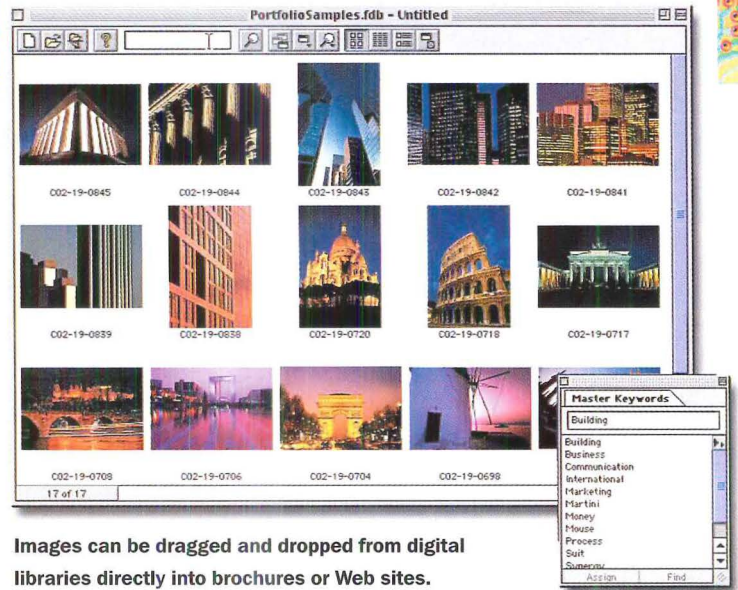 PortfolioSamples.fdb - Untitled
C02-19-0845
C02-19-0844
C02-19-0843
C02-19-0842
C02-19-0841
C02-19-0839
C02-19-0838
C02-19-0720
C02-19-0718
C02-19-0717
C02-19-0708
C02-19-0706
C02-19-0704
C02-19-0698
17 of 17
Master Keywords
Building
Building
Business
Communication
International
Marketing
Martini
Money
Mouse
Process
Suit
Synergy
Assign
Find
Images can be dragged and dropped from digital
libraries directly into brochures or Web sites.